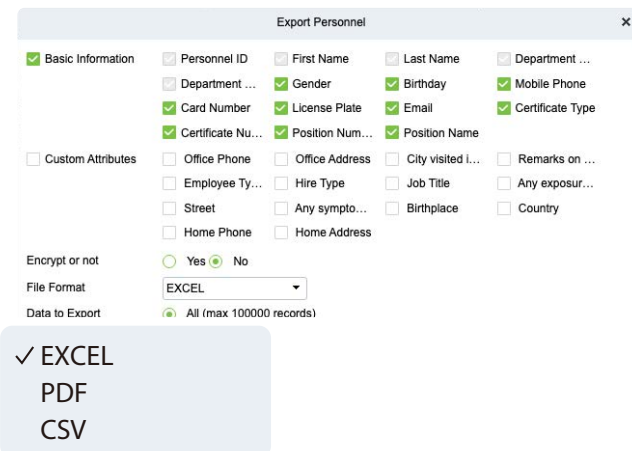 Export Personnel ×
Basic Information Personnel ID First Name Last Name Department ...
Department ... Gender Birthday Mobile Phone
Card Number License Plate Email Certificate Type
Certificate Nu... Position Num... Position Name
Custom Attributes Office Phone Office Address City visited i... Remarks on ...
Employee Ty... Hire Type Job Title Any exposur...
Street Any sympto... Birthplace Country
Home Phone Home Address
Encrypt or not Yes No
File Format EXCEL
Data to Export All (max 100000 records)
✓ EXCEL
PDF
CSV